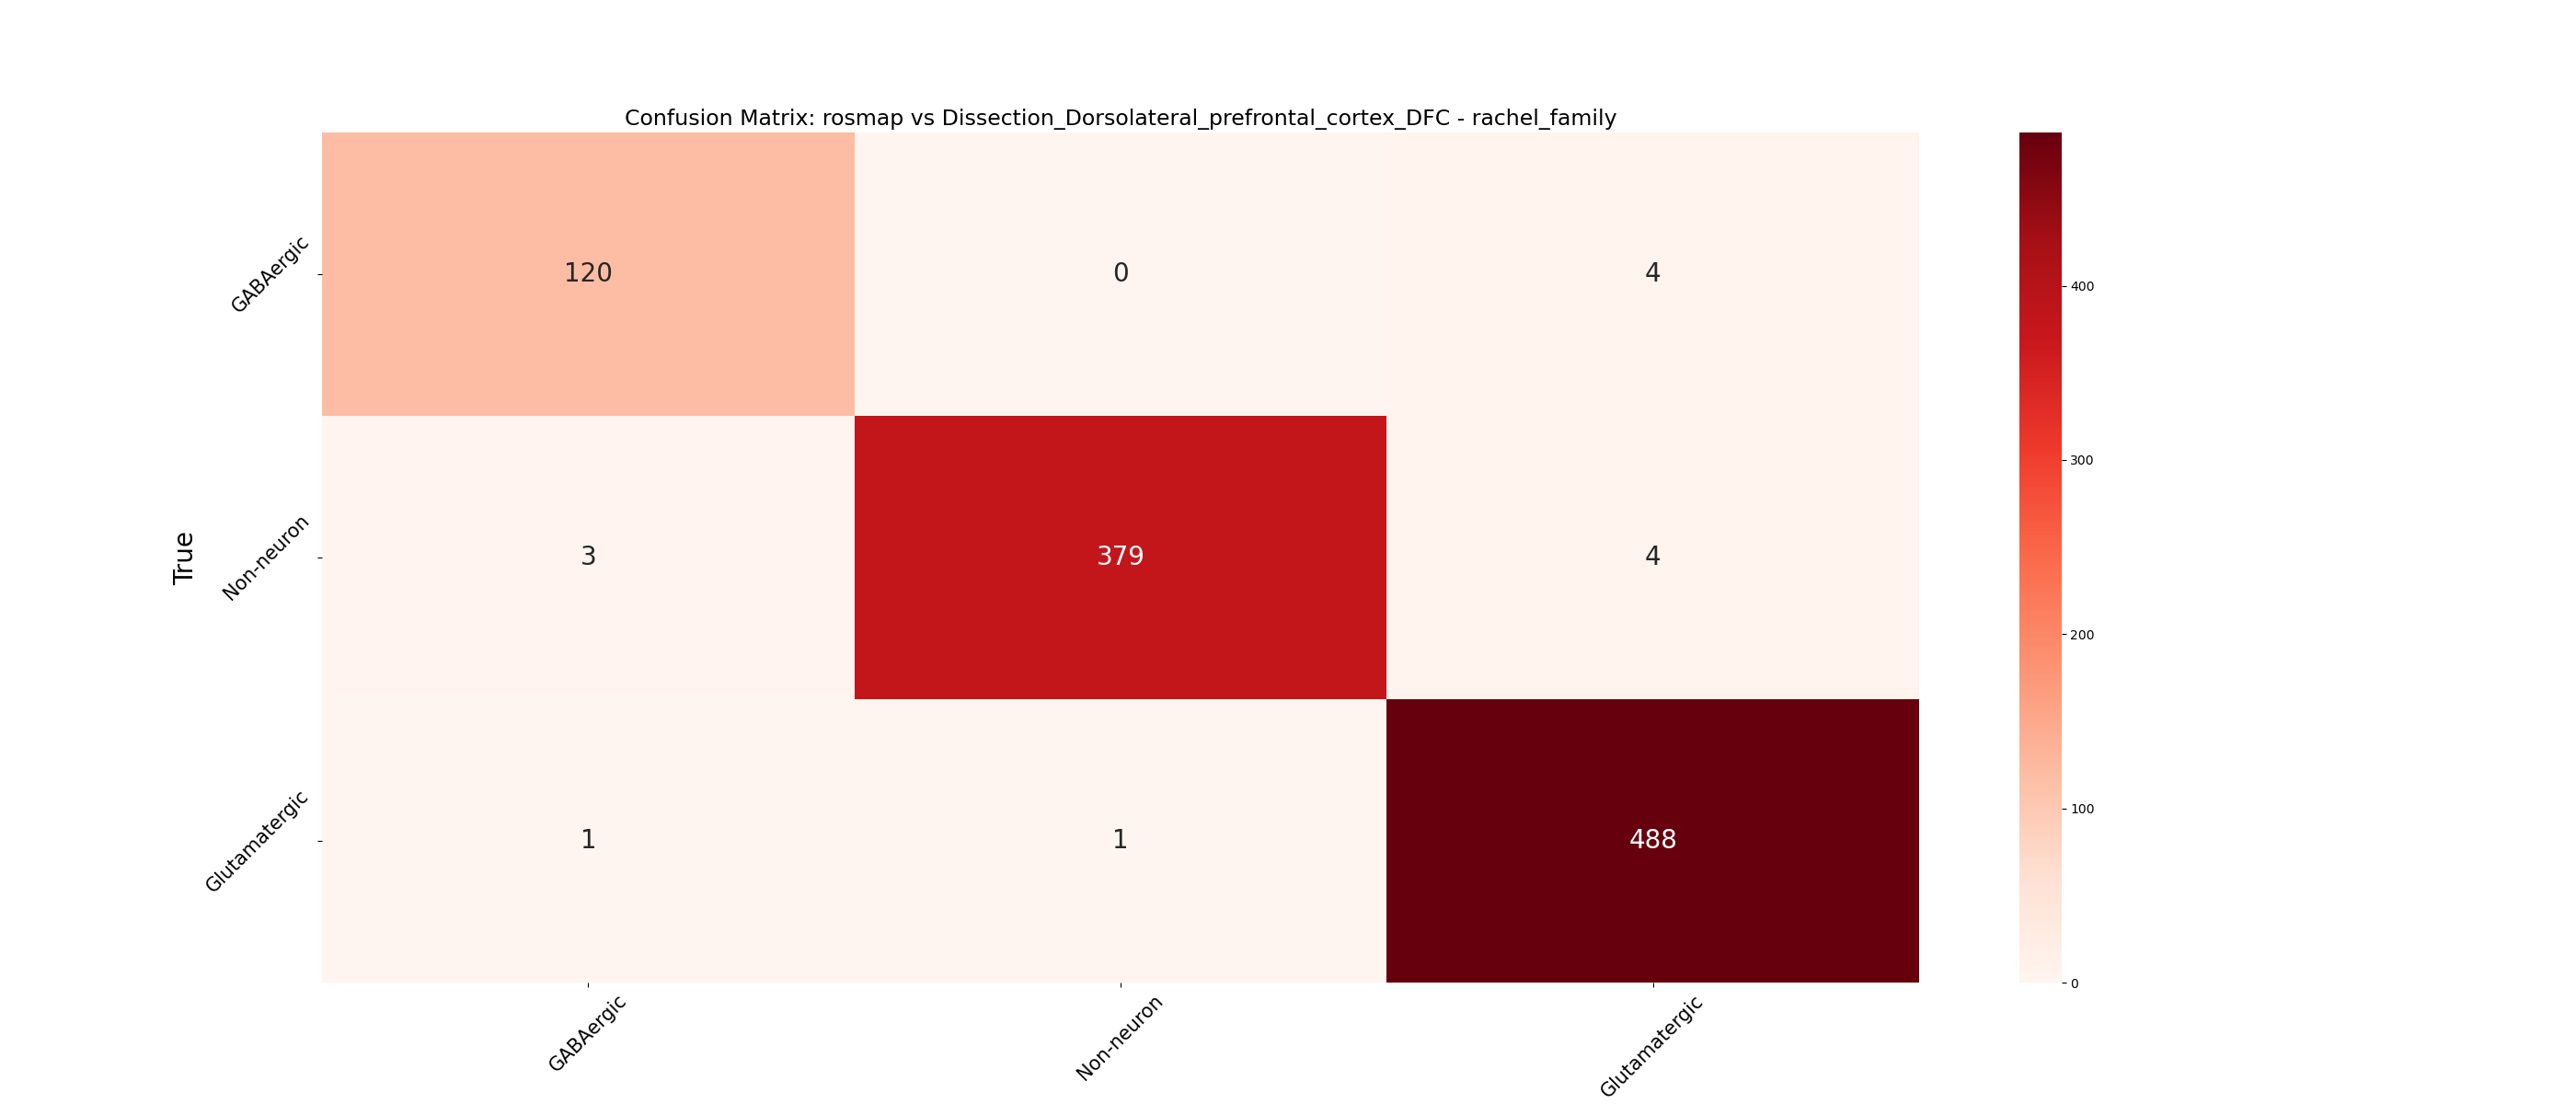 Confusion Matrix: rosmap vs Dissection_Dorsolateral_prefrontal_cortex_DFC - rachel_family
True
GABAergic
120
0
4
Non-neuron
3
379
4
Glutamatergic
1
1
488
GABAergic
Non-neuron
Glutamatergic
400
300
200
100
0